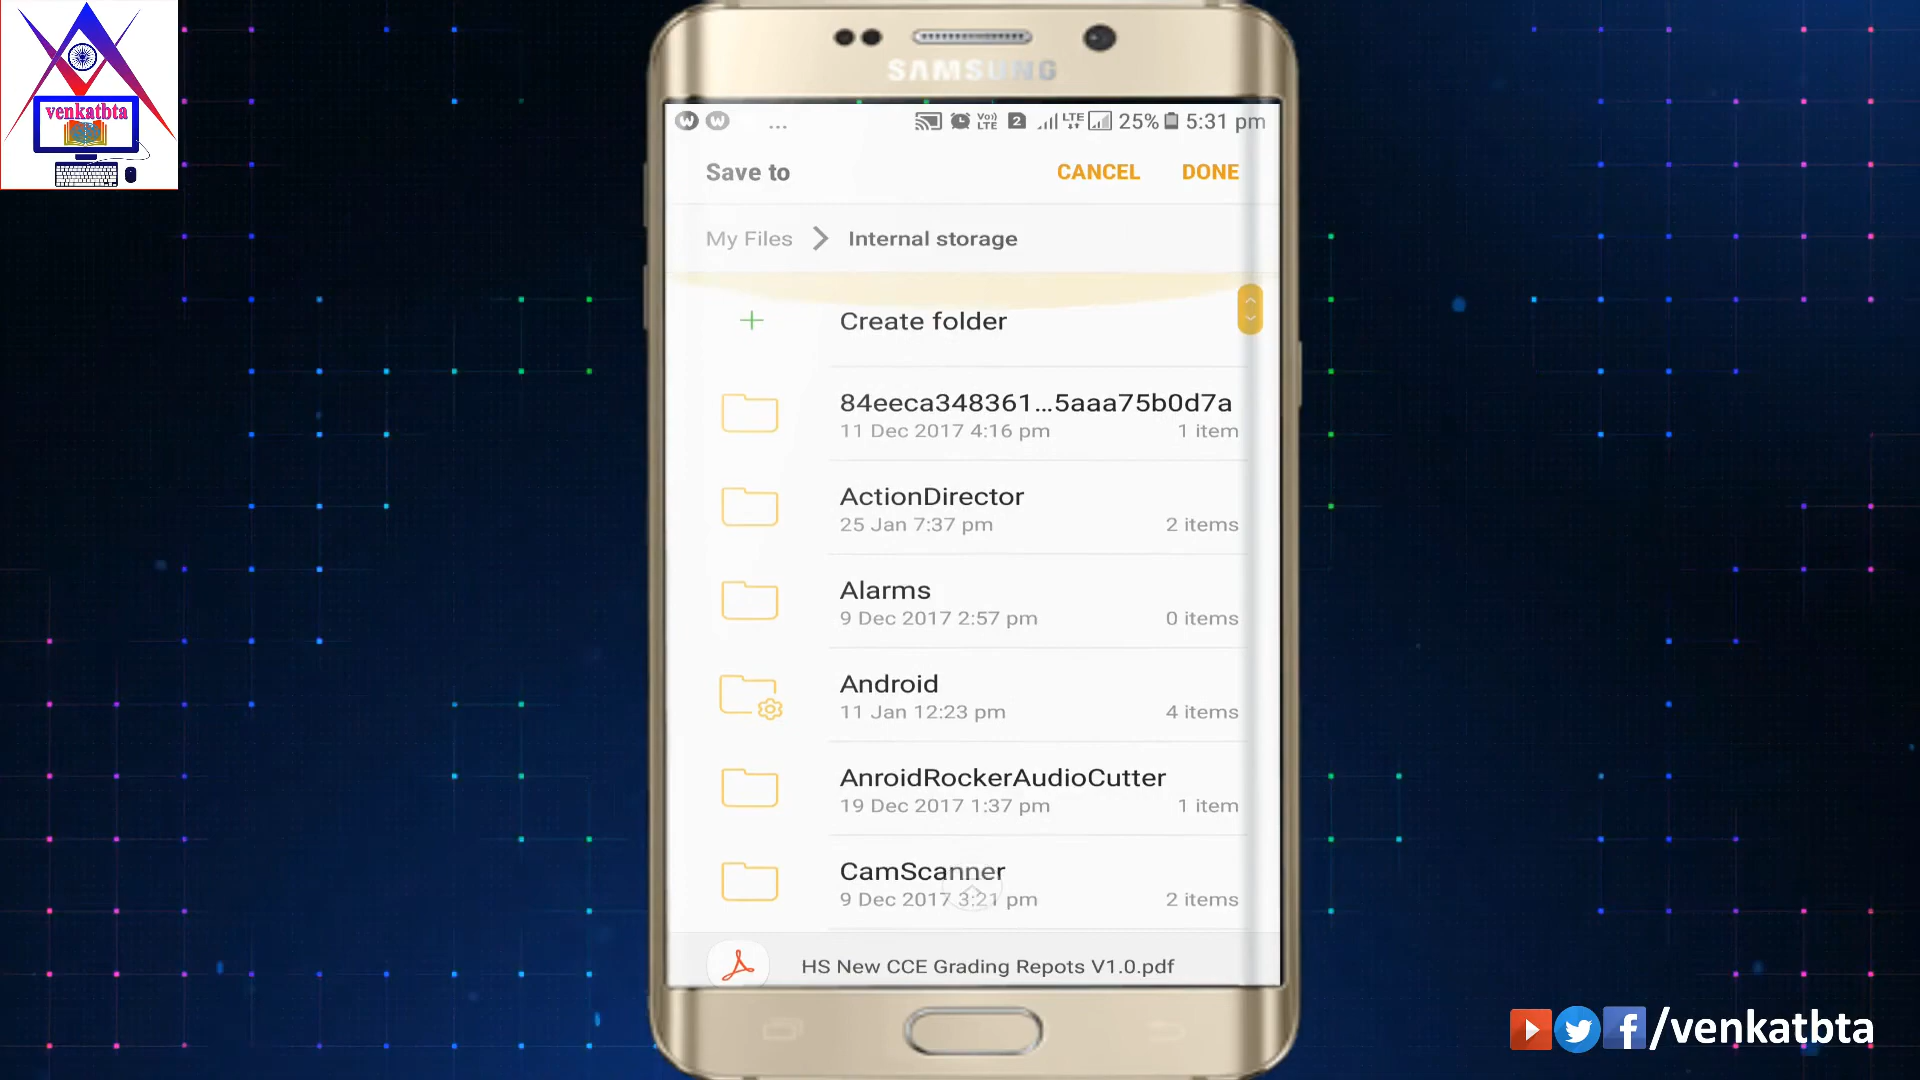 venkatbta
SAMSUNG
... Vo)) LTE 2 LTE 25% 5:31 pm
Save to CANCEL DONE
My Files Internal storage
Create folder
84eeca348361...5aaa75b0d7a
11 Dec 2017 4:16 pm 1 item
ActionDirector
25 Jan 7:37 pm 2 items
Alarms
9 Dec 2017 2:57 pm 0 items
Android
11 Jan 12:23 pm 4 items
AnroidRockerAudioCutter
19 Dec 2017 1:37 pm 1 item
CamScanner
9 Dec 2017 3:21 pm 2 items
HS New CCE Grading Repots V1.0.pdf
/venkatbta